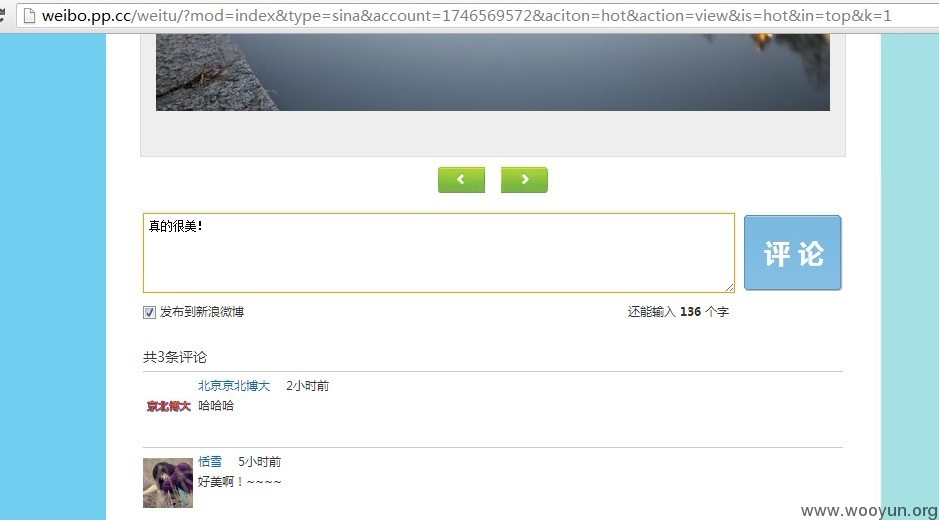 weibo.pp.cc/weitu/?mod=index&type=sina&account=1746569572&aciton=hot&action=view&is=hot&in=top&k=1
真的很美!
评 论
发布到新浪微博
还能输入 136 个字
共3条评论
北京京北博大 2小时前
京北博大 哈哈哈
恬雪 5小时前
好美啊！~~~~
www.wooyun.org